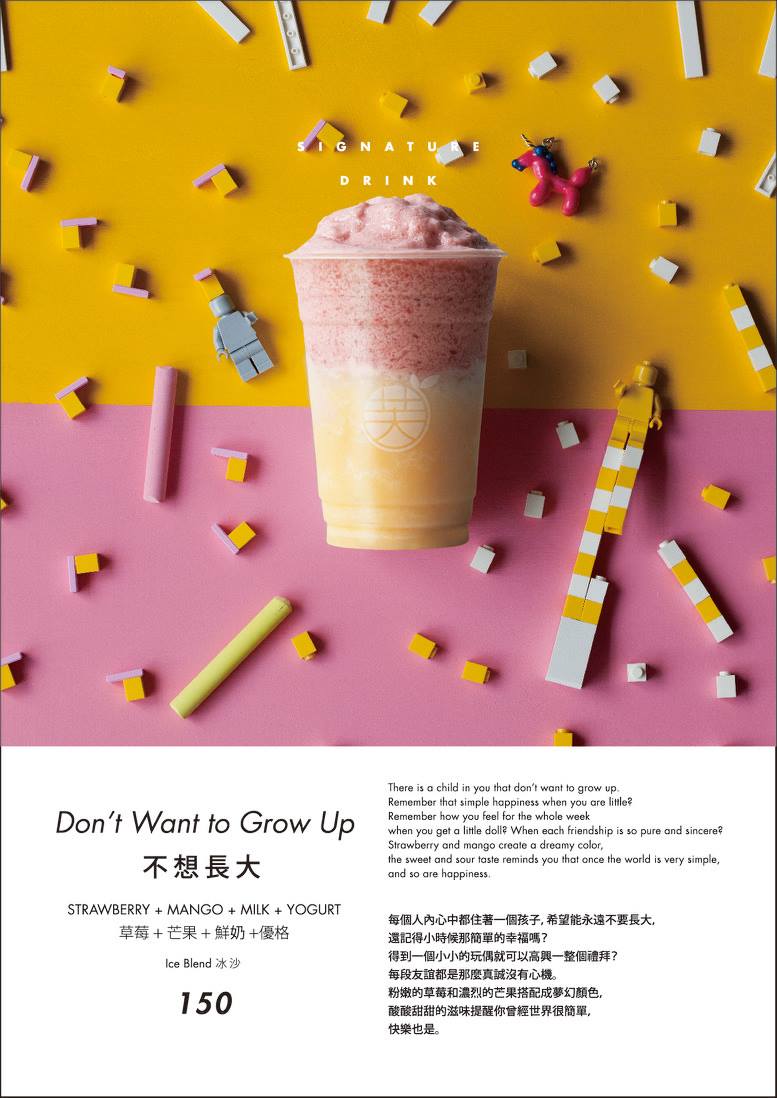 SIGNATURE
DRINK
芙
Don't Want to Grow Up
不想長大
STRAWBERRY + MANGO + MILK + YOGURT
草莓 + 芒果 + 鮮奶 +優格
Ice Blend 冰沙
150
There is a child in you that don't want to grow up.
Remember that simple happiness when you are little?
Remember how you feel for the whole week
when you get a little doll? When each friendship is so pure and sincere?
Strawberry and mango create a dreamy color,
the sweet and sour taste reminds you that once the world is very simple,
and so are happiness.
每個人內心中都住著一個孩子, 希望能永遠不要長大,
還記得小時候那簡單的幸福嗎?
得到一個小小的玩偶就可以高興一整個禮拜?
每段友誼都是那麼真誠沒有心機。
粉嫩的草莓和濃烈的芒果搭配成夢幻顏色,
酸酸甜甜的滋味提醒你曾經世界很簡單,
快樂也是。